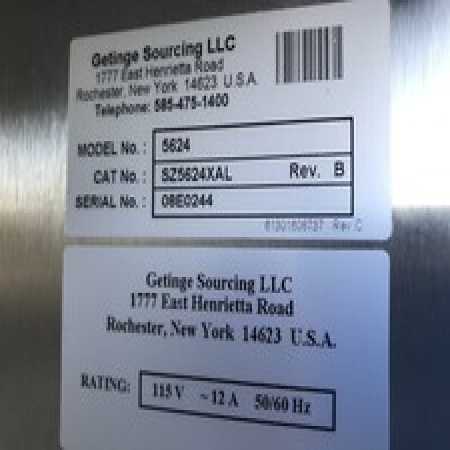 Getinge Sourcing LLC
1777 East Henrietta Road
Rochester, New York 14623 U.S.A.
Telephone: 585-475-1400
MODEL No. : 5624
CAT No. : SZ5624XAL Rev. B
SERIAL No. : 08E0244
61301606737 Rev C
Getinge Sourcing LLC
1777 East Henrietta Road
Rochester, New York 14623 U.S.A.
RATING: 115 V ~ 12 A 50/60 Hz